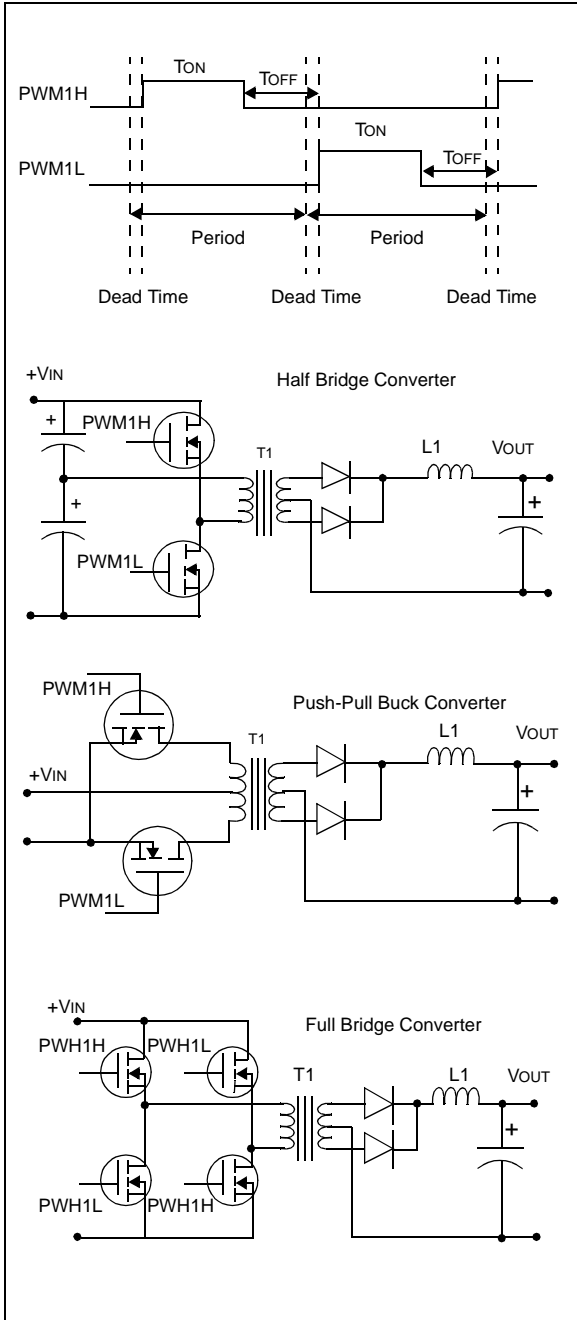 TON
TOFF
PWM1H
TON
TOFF
PWM1L
Period Period
Dead Time Dead Time Dead Time
+VIN
Half Bridge Converter
+
PWM1H
T1
L1
VOUT
+
+
PWM1L
PWM1H
Push-Pull Buck Converter
T1
L1
VOUT
+VIN
+
PWM1L
+VIN
Full Bridge Converter
PWH1H PWH1L
T1
L1
VOUT
+
PWH1L PWH1H